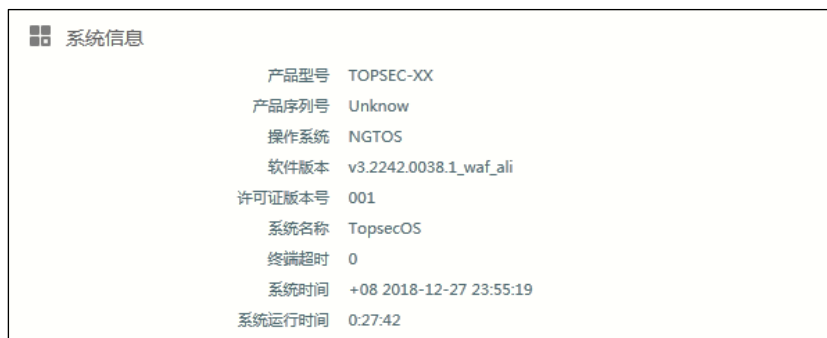 系统信息
产品型号 TOPSEC-XX
产品序列号 Unknow
操作系统 NGTOS
软件版本 v3.2242.0038.1_waf_ali
许可证版本号 001
系统名称 TopsecOS
终端超时 0
系统时间 +08 2018-12-27 23:55:19
系统运行时间 0:27:42